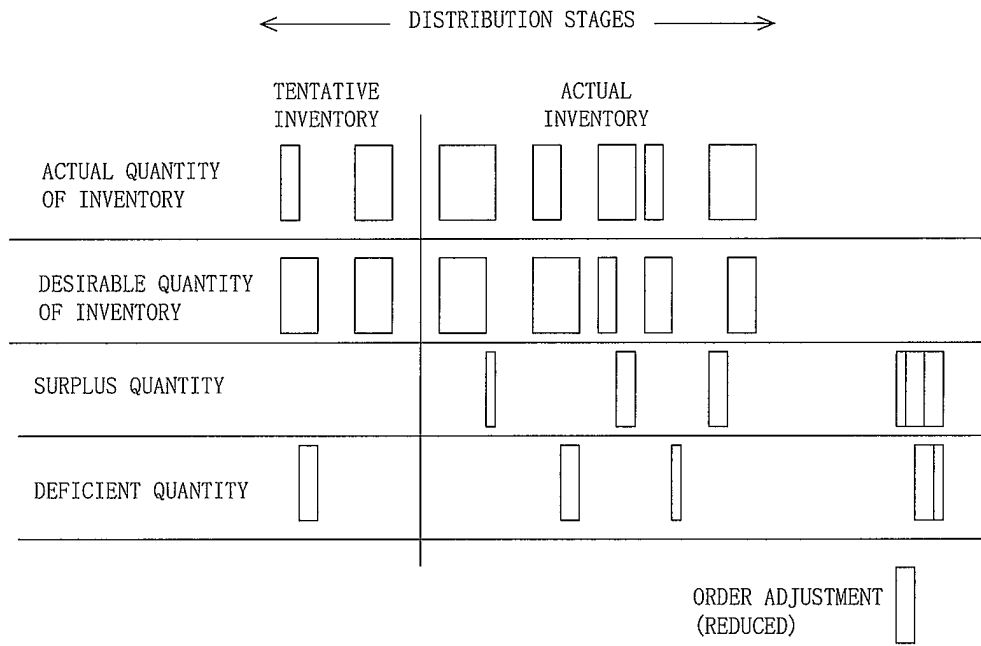 DISTRIBUTION STAGES
TENTATIVE
INVENTORY
ACTUAL
INVENTORY
ACTUAL QUANTITY
OF INVENTORY
DESIRABLE QUANTITY
OF INVENTORY
SURPLUS QUANTITY
DEFICIENT QUANTITY
ORDER ADJUSTMENT
(REDUCED)